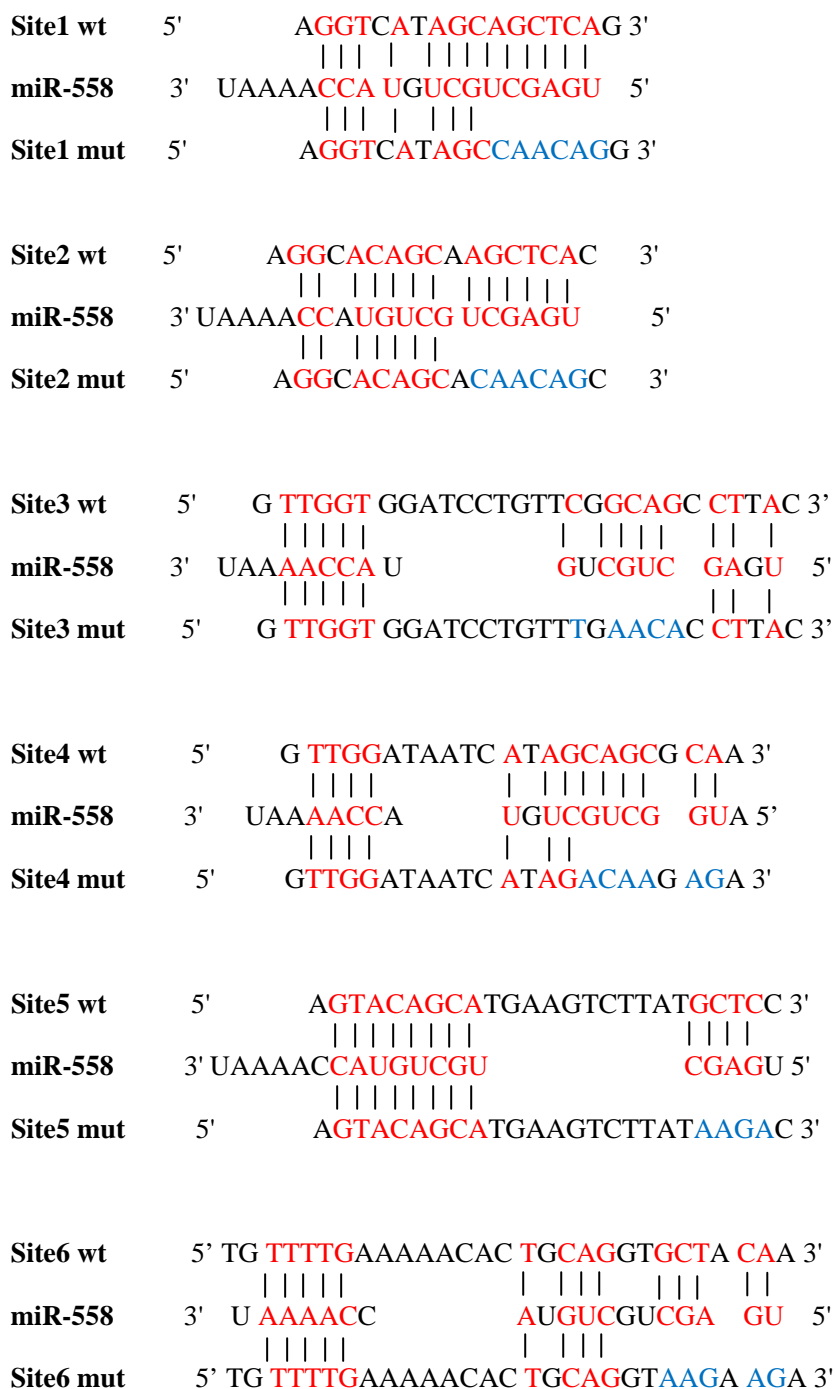 Site1 wt 5' AGGTCATAGCAGCTCAG 3'
miR-558 3' UAAAACCA UGUCGUCGAGU 5'
Site1 mut 5' AGGTCATAGCCAACAGG 3'
Site2 wt 5' AGGCACAGCAAGCTCAC 3'
miR-558 3' UAAAACCAUGUCG UCGAGU 5'
Site2 mut 5' AGGCACAGCACAACAGC 3'
Site3 wt 5' G TTGGT GGATCCTGTTCGGCAGC CTTAC 3’
miR-558 3' UAAAACCA U GUCGUC GAGU 5'
Site3 mut 5' G TTGGT GGATCCTGTTTGAACAC CTTAC 3’
Site4 wt 5' G TTGGATAATC ATAGCAGCG CAA 3'
miR-558 3' UAAAACCA UGUCGUCG GUA 5’
Site4 mut 5' GTTGGATAATC ATAGACAAG AGA 3'
Site5 wt 5' AGTACAGCATGAAGTCTTATGCTCC 3'
miR-558 3' UAAAACCAUGUCGU CGAGU 5'
Site5 mut 5' AGTACAGCATGAAGTCTTATAAGAC 3'
Site6 wt 5’ TG TTTTGAAAAACAC TGCAGGTGCTA CAA 3'
miR-558 3' U AAAACC AUGUCGUCGA GU 5'
Site6 mut 5’ TG TTTTGAAAAACAC TGCAGGTAAGA AGA 3'